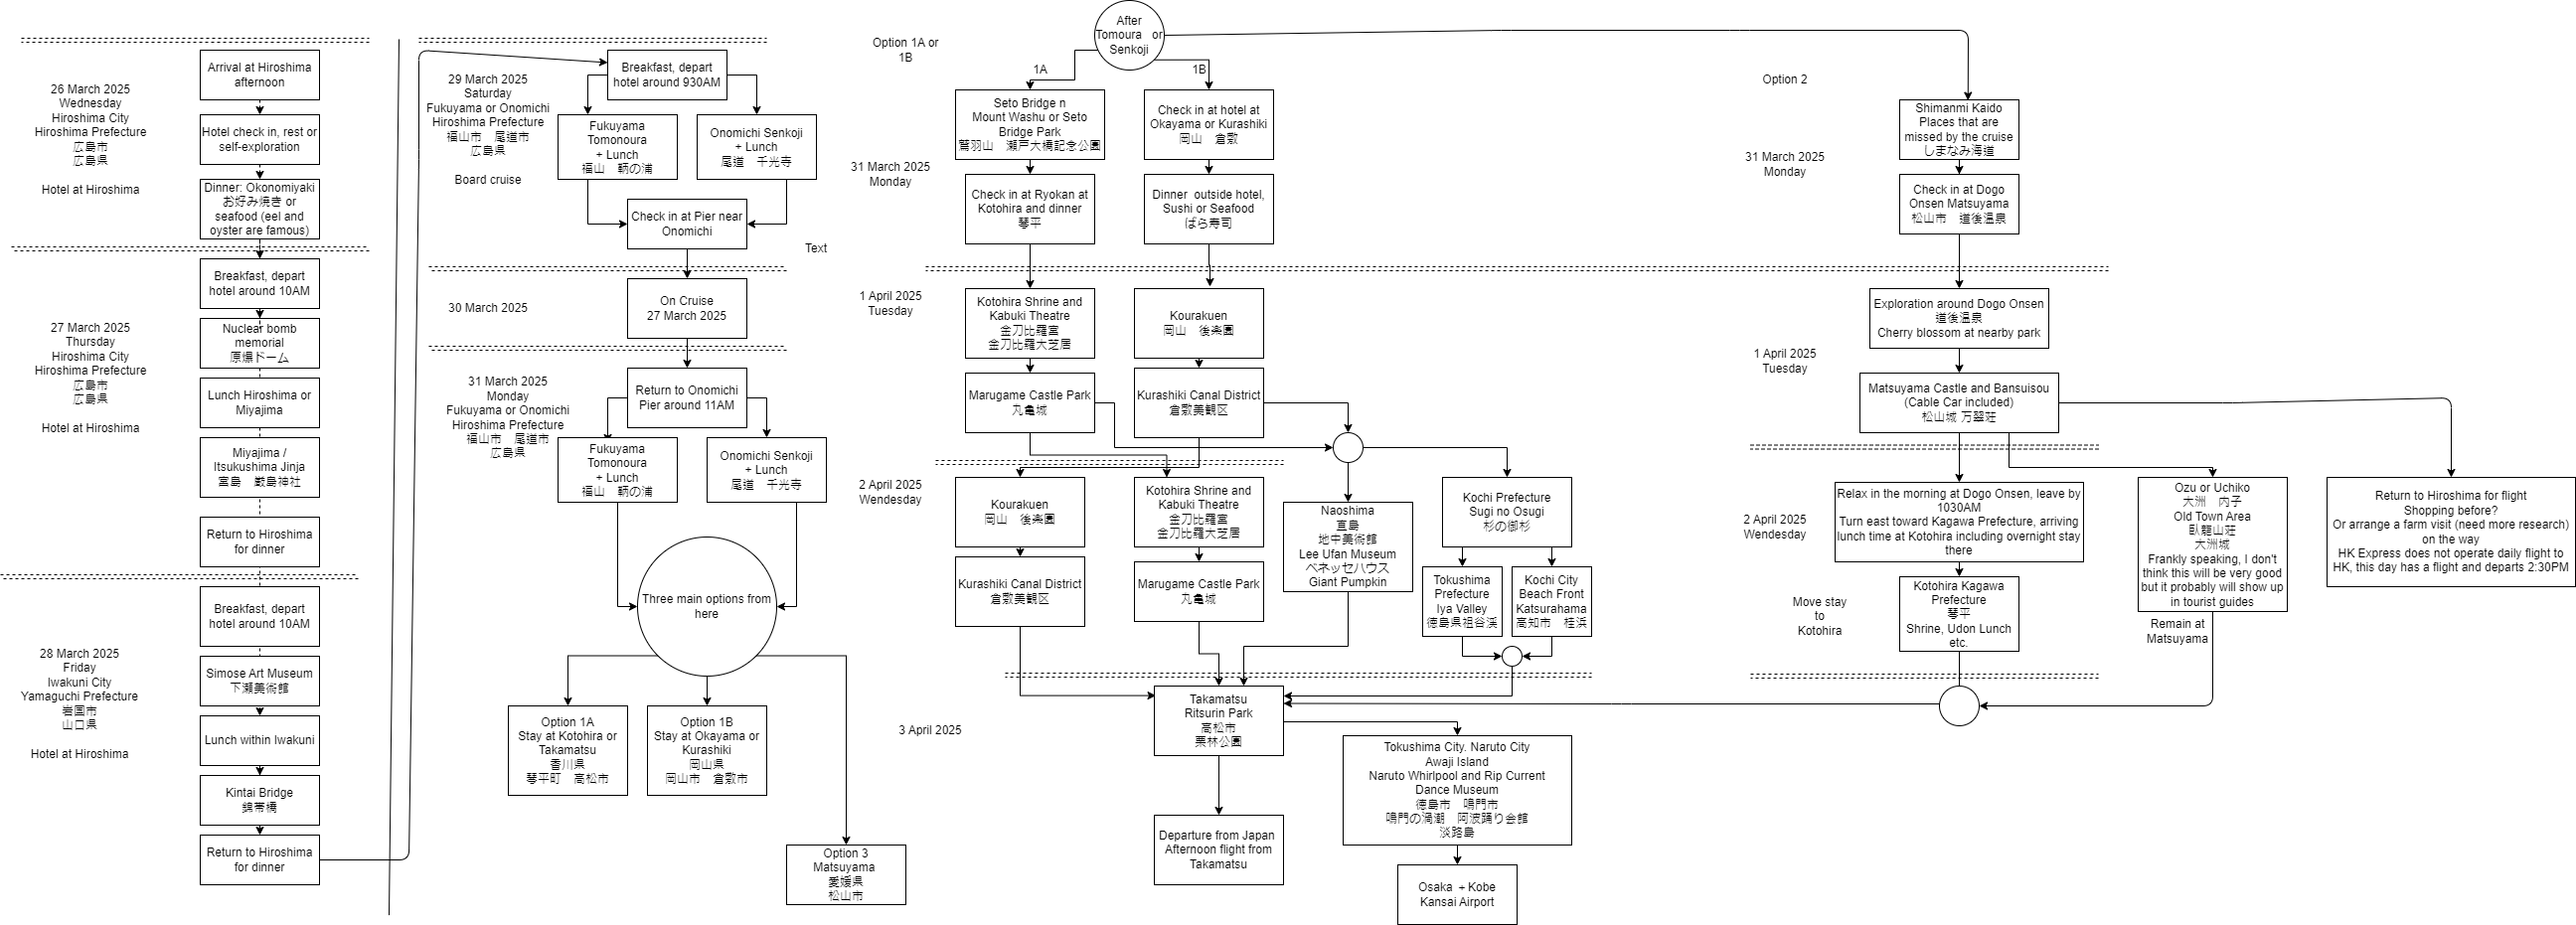 26 March 2025
Wednesday
Hiroshima City
Hiroshima Prefecture
広島市
広島県
Hotel at Hiroshima
Arrival at Hiroshima
afternoon
Hotel check in, rest or
self-exploration
Dinner: Okonomiyaki
お好み焼き or
seafood (eel and
oyster are famous)
27 March 2025
Thursday
Hiroshima City
Hiroshima Prefecture
広島市
広島県
Hotel at Hiroshima
Breakfast, depart
hotel around 10AM
Nuclear bomb
memorial
原爆ドーム
Lunch Hiroshima or
Miyajima
Miyajima /
Itsukushima Jinja
宮島　厳島神社
Return to Hiroshima
for dinner
28 March 2025
Friday
Iwakuni City
Yamaguchi Prefecture
岩国市
山口県
Hotel at Hiroshima
Breakfast, depart
hotel around 10AM
Simose Art Museum
下瀬美術館
Lunch within Iwakuni
Kintai Bridge
錦帯橋
Return to Hiroshima
for dinner
29 March 2025
Saturday
Fukuyama or Onomichi
Hiroshima Prefecture
福山市　尾道市
広島県
Board cruise
Breakfast, depart
hotel around 930AM
Fukuyama
Tomonoura
+ Lunch
福山　鞆の浦
Onomichi Senkoji
+ Lunch
尾道　千光寺
Check in at Pier near
Onomichi
Text
30 March 2025
On Cruise
27 March 2025
31 March 2025
Monday
Fukuyama or Onomichi
Hiroshima Prefecture
福山市　尾道市
広島県
Return to Onomichi
Pier around 11AM
Fukuyama
Tomonoura
+ Lunch
福山　鞆の浦
Onomichi Senkoji
+ Lunch
尾道　千光寺
Three main options from
here
Option 1A
Stay at Kotohira or
Takamatsu
香川県
琴平町　高松市
Option 1B
Stay at Okayama or
Kurashiki
岡山県
岡山市　倉敷市
Option 3
Matsuyama
愛媛県
松山市
After
Tomoura or
Senkoji
Option 1A or
1B
1A
1B
31 March 2025
Monday
Seto Bridge n
Mount Washu or Seto
Bridge Park
鷲羽山　瀬戸大橋記念公園
Check in at hotel at
Okayama or Kurashiki
岡山　倉敷
Check in at Ryokan at
Kotohira and dinner
琴平
Dinner outside hotel,
Sushi or Seafood
ばら寿司
1 April 2025
Tuesday
Kotohira Shrine and
Kabuki Theatre
金刀比羅宮
金刀比羅大芝居
Kourakuen
岡山　後楽園
Marugame Castle Park
丸亀城
Kurashiki Canal District
倉敷美観区
2 April 2025
Wendesday
Kourakuen
岡山　後楽園
Kotohira Shrine and
Kabuki Theatre
金刀比羅宮
金刀比羅大芝居
Naoshima
直島
地中美術館
Lee Ufan Museum
ベネッセハウス
Giant Pumpkin
Kochi Prefecture
Sugi no Osugi
杉の御杉
Kurashiki Canal District
倉敷美観区
Marugame Castle Park
丸亀城
Tokushima
Prefecture
Iya Valley
徳島県祖谷渓
Kochi City
Beach Front
Katsurahama
高知市　桂浜
3 April 2025
Takamatsu
Ritsurin Park
高松市
栗林公園
Departure from Japan
Afternoon flight from
Takamatsu
Tokushima City. Naruto City
Awaji Island
Naruto Whirlpool and Rip Current
Dance Museum
徳島市　鳴門市
鳴門の渦潮　阿波踊り会館
淡路島
Osaka + Kobe
Kansai Airport
Option 2
31 March 2025
Monday
Shimanmi Kaido
Places that are
missed by the cruise
しまなみ海道
Check in at Dogo
Onsen Matsuyama
松山市　道後温泉
1 April 2025
Tuesday
Exploration around Dogo Onsen
道後温泉
Cherry blossom at nearby park
Matsuyama Castle and Bansuisou
(Cable Car included)
松山城 万翠荘
2 April 2025
Wendesday
Relax in the morning at Dogo Onsen, leave by
1030AM
Turn east toward Kagawa Prefecture, arriving
lunch time at Kotohira including overnight stay
there
Ozu or Uchiko
大洲　内子
Old Town Area
臥龍山荘
大洲城
Frankly speaking, I don't
think this will be very good
but it probably will show up
in tourist guides
Return to Hiroshima for flight
Shopping before?
Or arrange a farm visit (need more research)
on the way
HK Express does not operate daily flight to
HK, this day has a flight and departs 2:30PM
Move stay
to
Kotohira
Kotohira Kagawa
Prefecture
琴平
Shrine, Udon Lunch
etc.
Remain at
Matsuyama